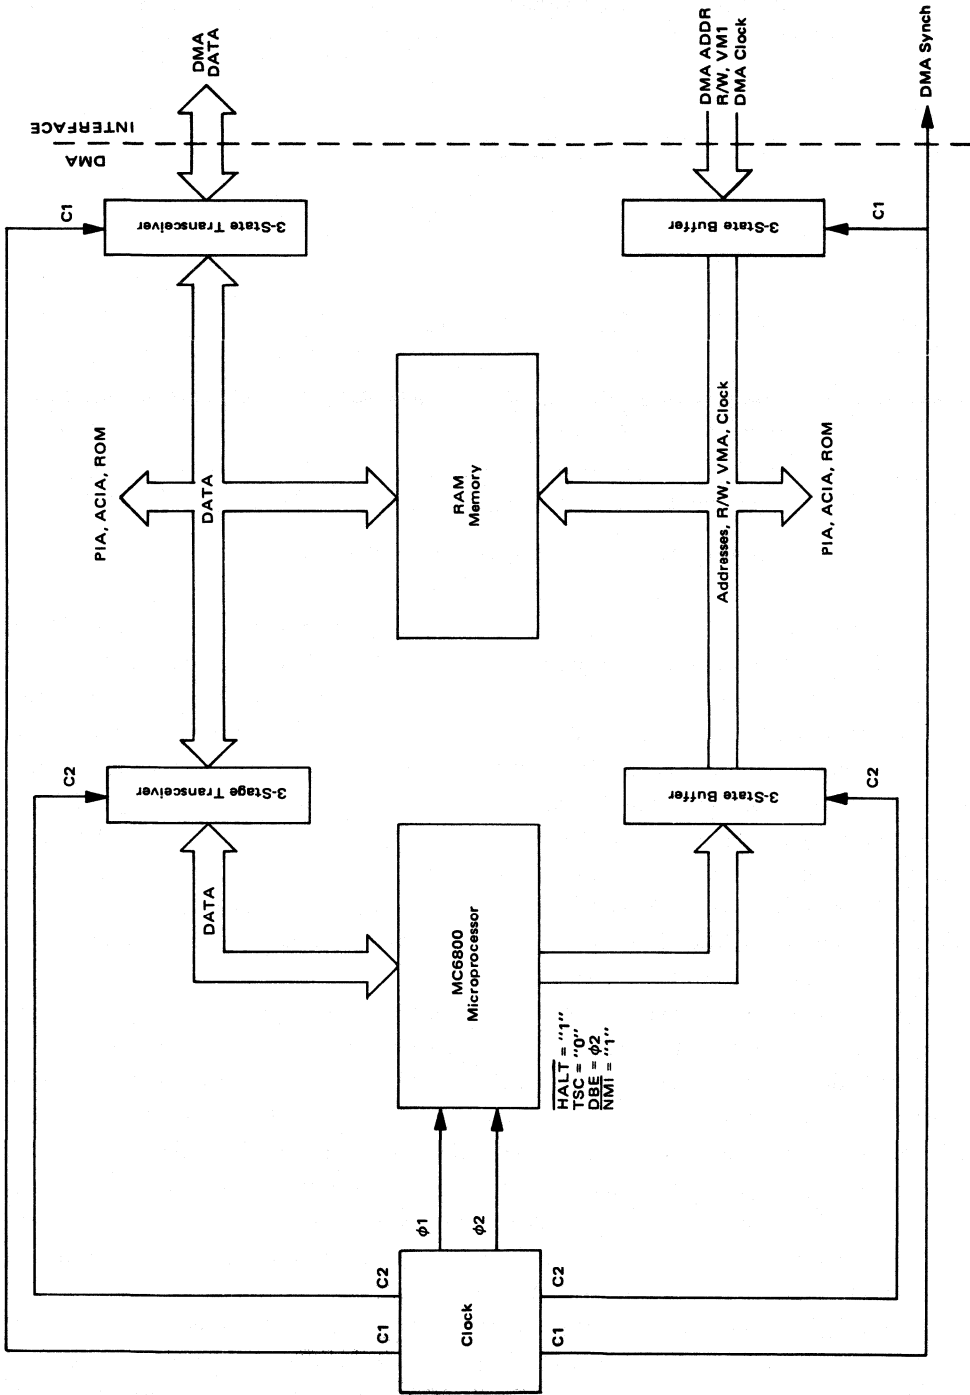 INTERFACE
DMA
DMA
DATA
DMA ADDR
R/W, VM1
DMA Clock
DMA Synch
C1
3-State Transceiver
3-State Buffer
C1
PIA, ACIA, ROM
DATA
RAM
Memory
Addresses, R/W, VMA, Clock
PIA, ACIA, ROM
C2
3-Stage Transceiver
3-State Buffer
C2
DATA
MC6800
Microprocessor
HALT = "1"
TSC = "0"
DBE = ϕ2
NMI = "1"
ϕ1
ϕ2
C2
C1
Clock
C2
C1